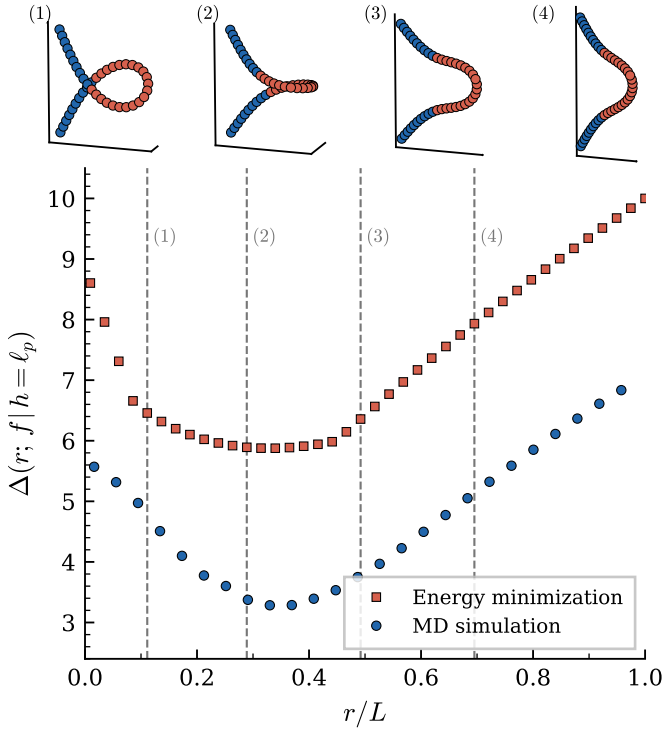 (1) (2) (3) (4)
10
9
8
7
6
5
4
3
Δ(r; f | h = ℓp)
(1) (2) (3) (4)
Energy minimization
MD simulation
0.0 0.2 0.4 0.6 0.8 1.0
r/L